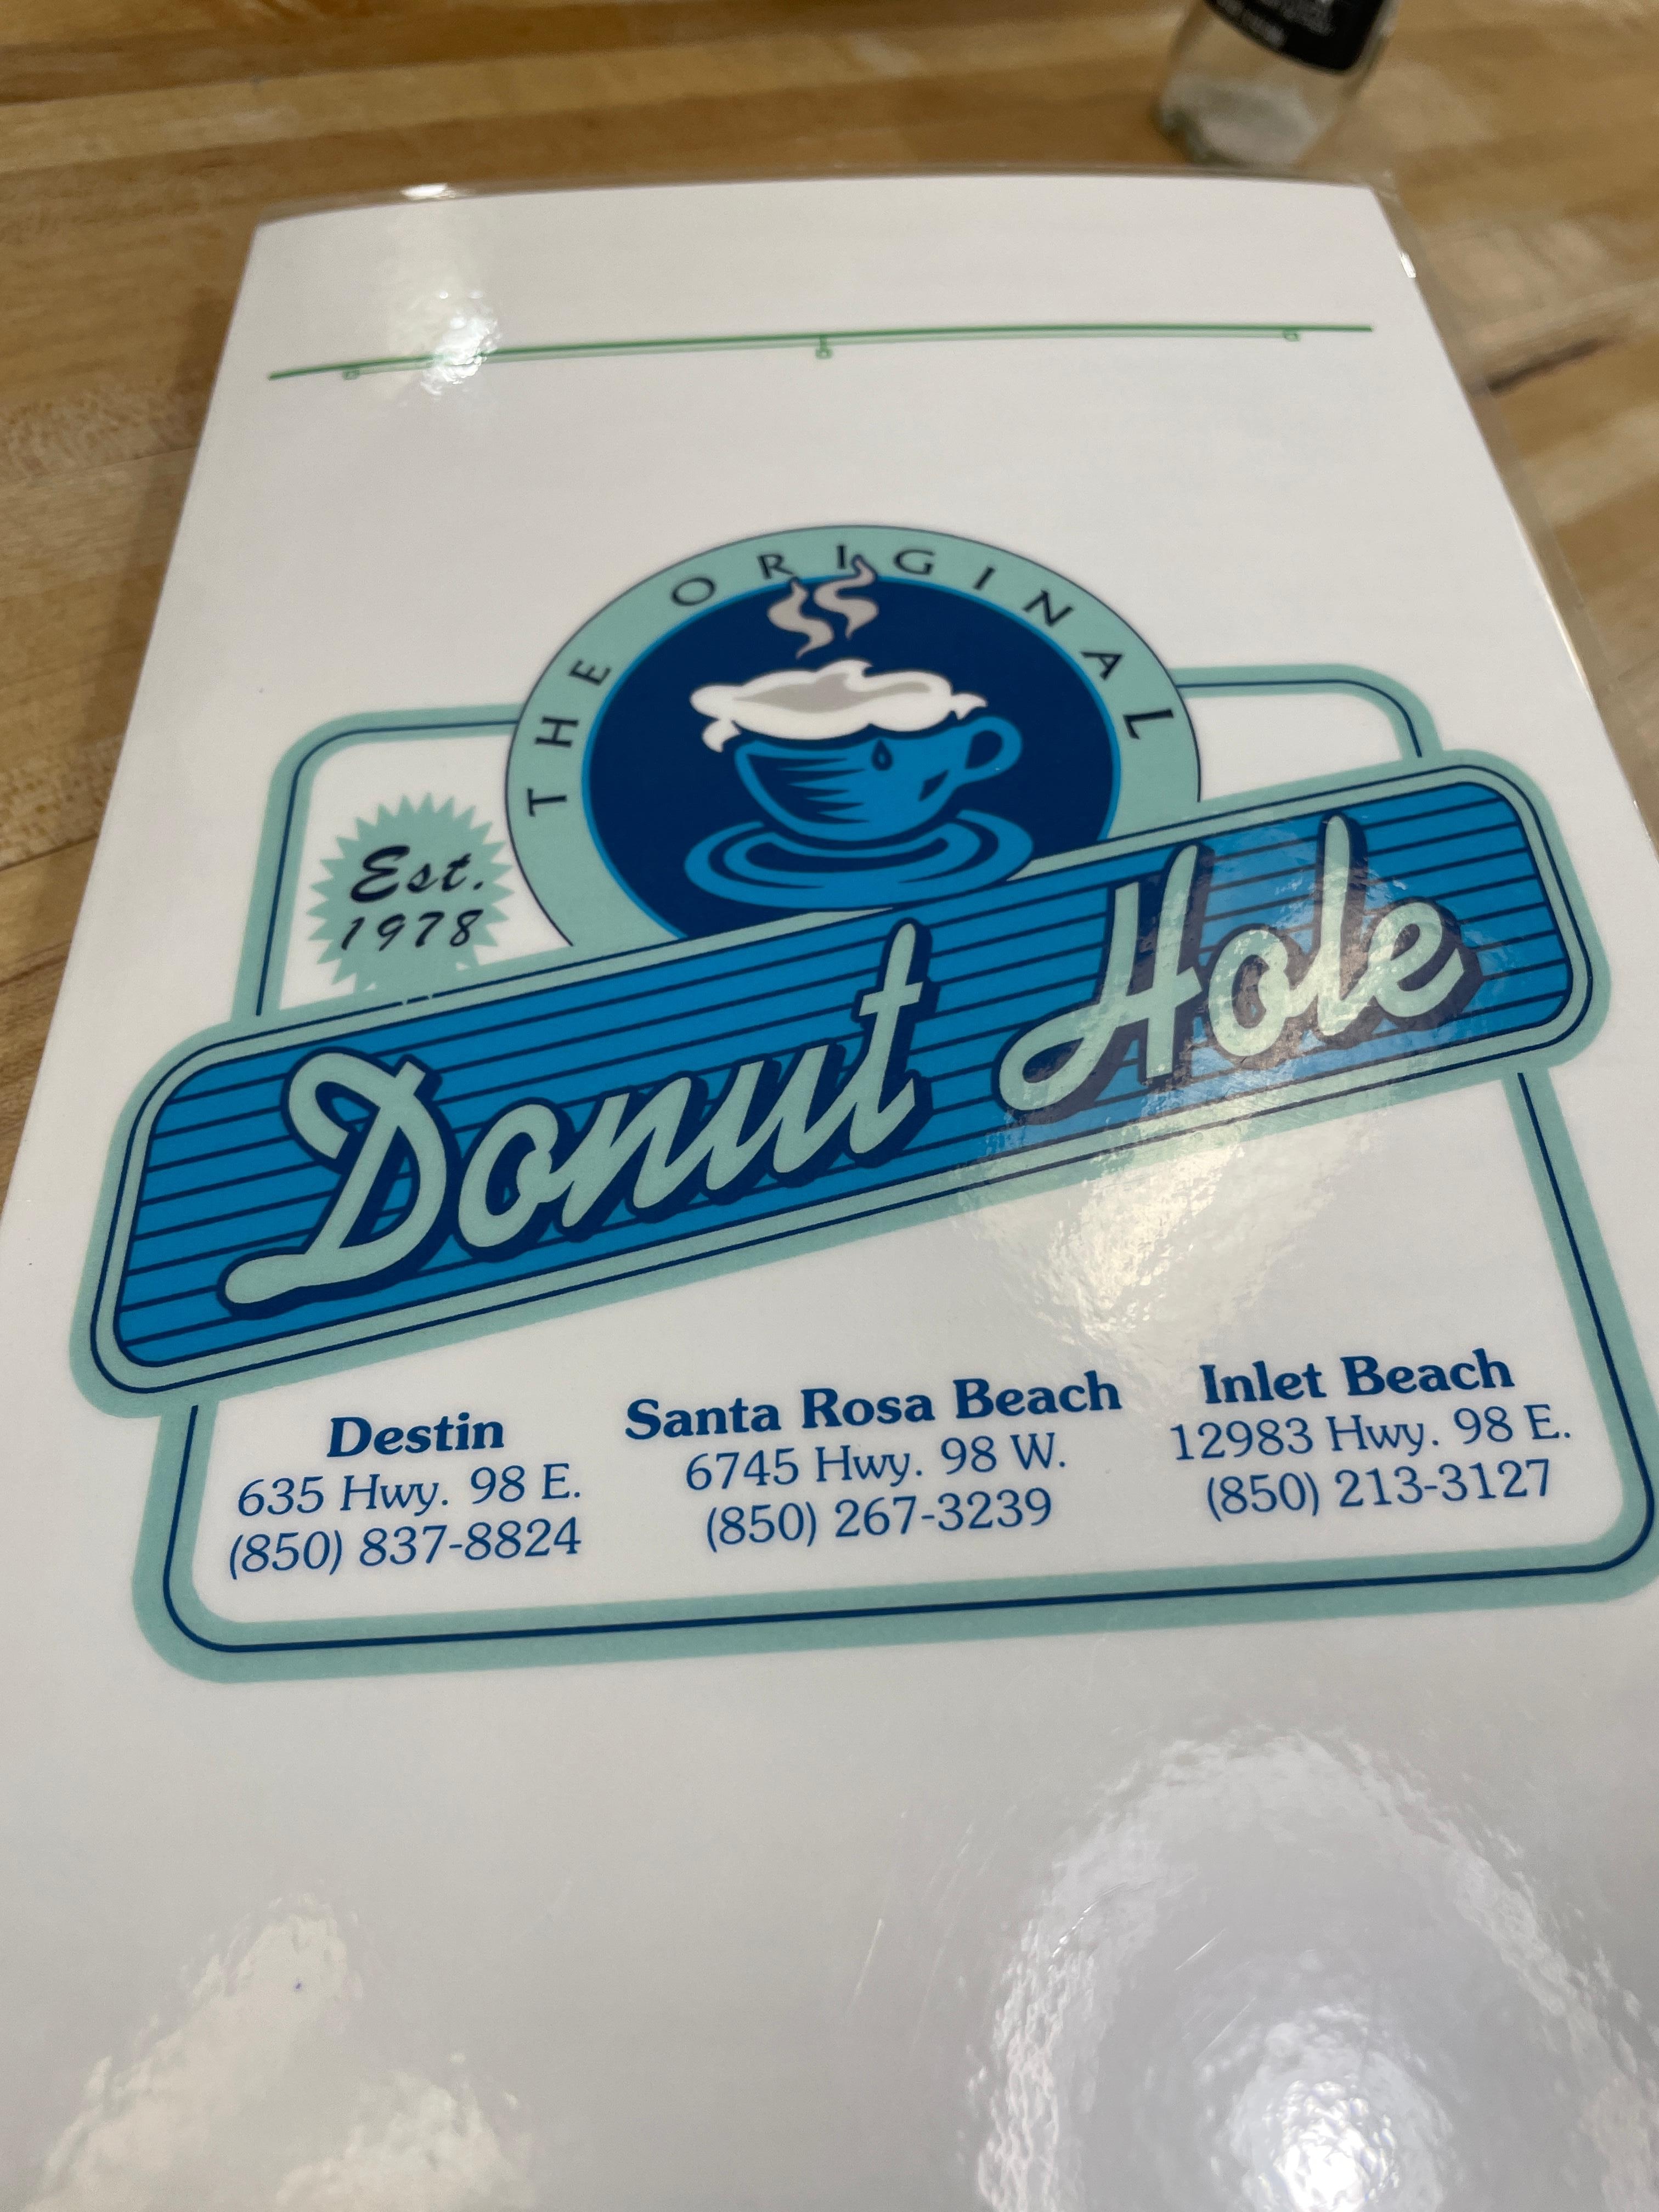 THE ORIGINAL
Est.
1978
Donut Hole
Destin
635 Hwy. 98 E.
(850) 837-8824
Santa Rosa Beach
6745 Hwy. 98 W.
(850) 267-3239
Inlet Beach
12983 Hwy. 98 E.
(850) 213-3127